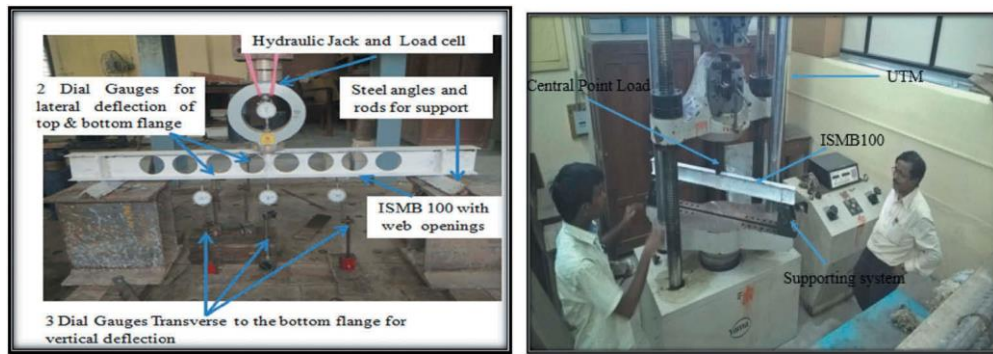 Hydraulic Jack and Load cell
2 Dial Gauges for
lateral deflection of
top & bottom flange
Steel angles and
rods for support
ISMB 100 with
web openings
3 Dial Gauges Transverse to the bottom flange for
vertical deflection
Central Point Load
UTM
ISMB100
Supporting system